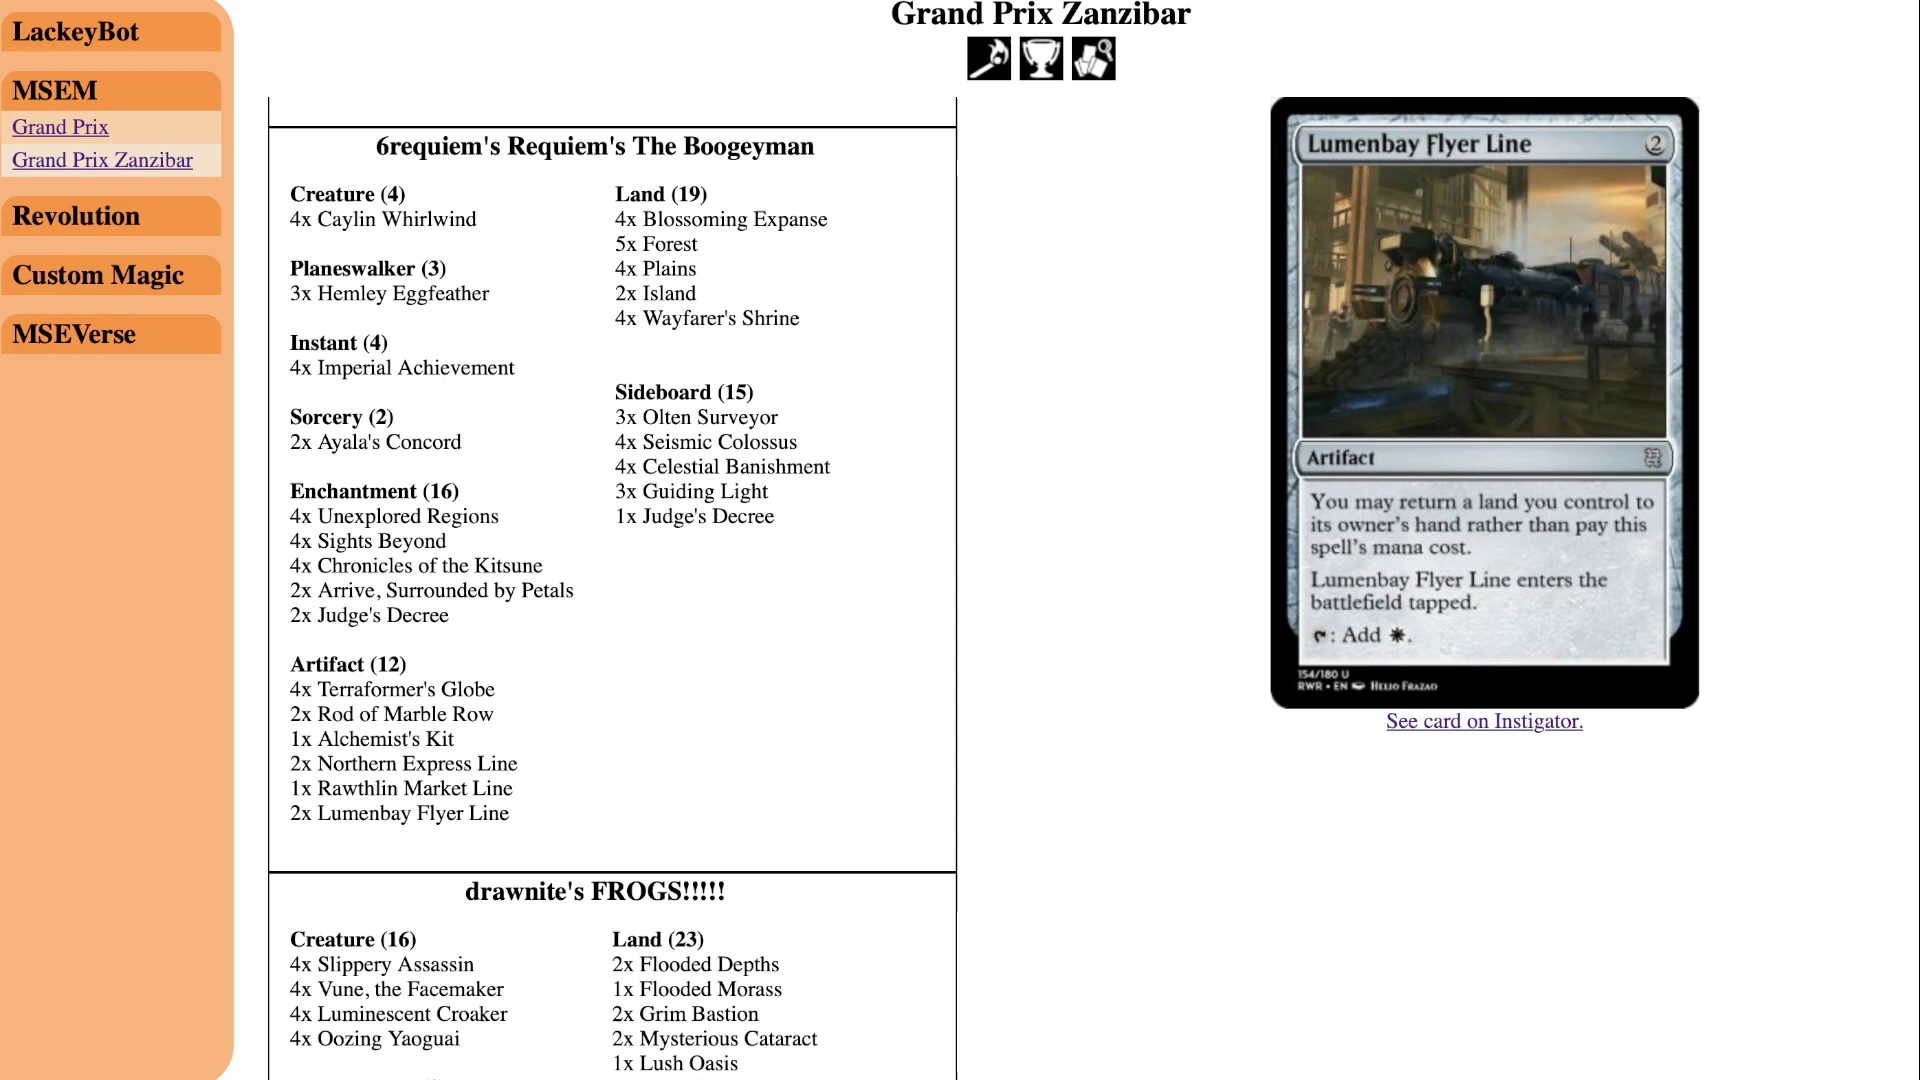 LackeyBot
MSEM
Grand Prix
Grand Prix Zanzibar
Revolution
Custom Magic
MSEVerse
Grand Prix Zanzibar
6requiem's Requiem's The Boogeyman
Creature (4)
4x Caylin Whirlwind
Planeswalker (3)
3x Hemley Eggfeather
Instant (4)
4x Imperial Achievement
Sorcery (2)
2x Ayala's Concord
Enchantment (16)
4x Unexplored Regions
4x Sights Beyond
4x Chronicles of the Kitsune
2x Arrive, Surrounded by Petals
2x Judge's Decree
Artifact (12)
4x Terraformer's Globe
2x Rod of Marble Row
1x Alchemist's Kit
2x Northern Express Line
1x Rawthlin Market Line
2x Lumenbay Flyer Line
Land (19)
4x Blossoming Expanse
5x Forest
4x Plains
2x Island
4x Wayfarer's Shrine
Sideboard (15)
3x Olten Surveyor
4x Seismic Colossus
4x Celestial Banishment
3x Guiding Light
1x Judge's Decree
drawnite's FROGS!!!!!
Creature (16)
4x Slippery Assassin
4x Vune, the Facemaker
4x Luminescent Croaker
4x Oozing Yaoguai
Land (23)
2x Flooded Depths
1x Flooded Morass
2x Grim Bastion
2x Mysterious Cataract
1x Lush Oasis
Lumenbay Flyer Line 2
Artifact
You may return a land you control to
its owner's hand rather than pay this
spell's mana cost.
Lumenbay Flyer Line enters the
battlefield tapped.
: Add .
154/180 U
RWR • EN Helio Frazao
See card on Instigator.